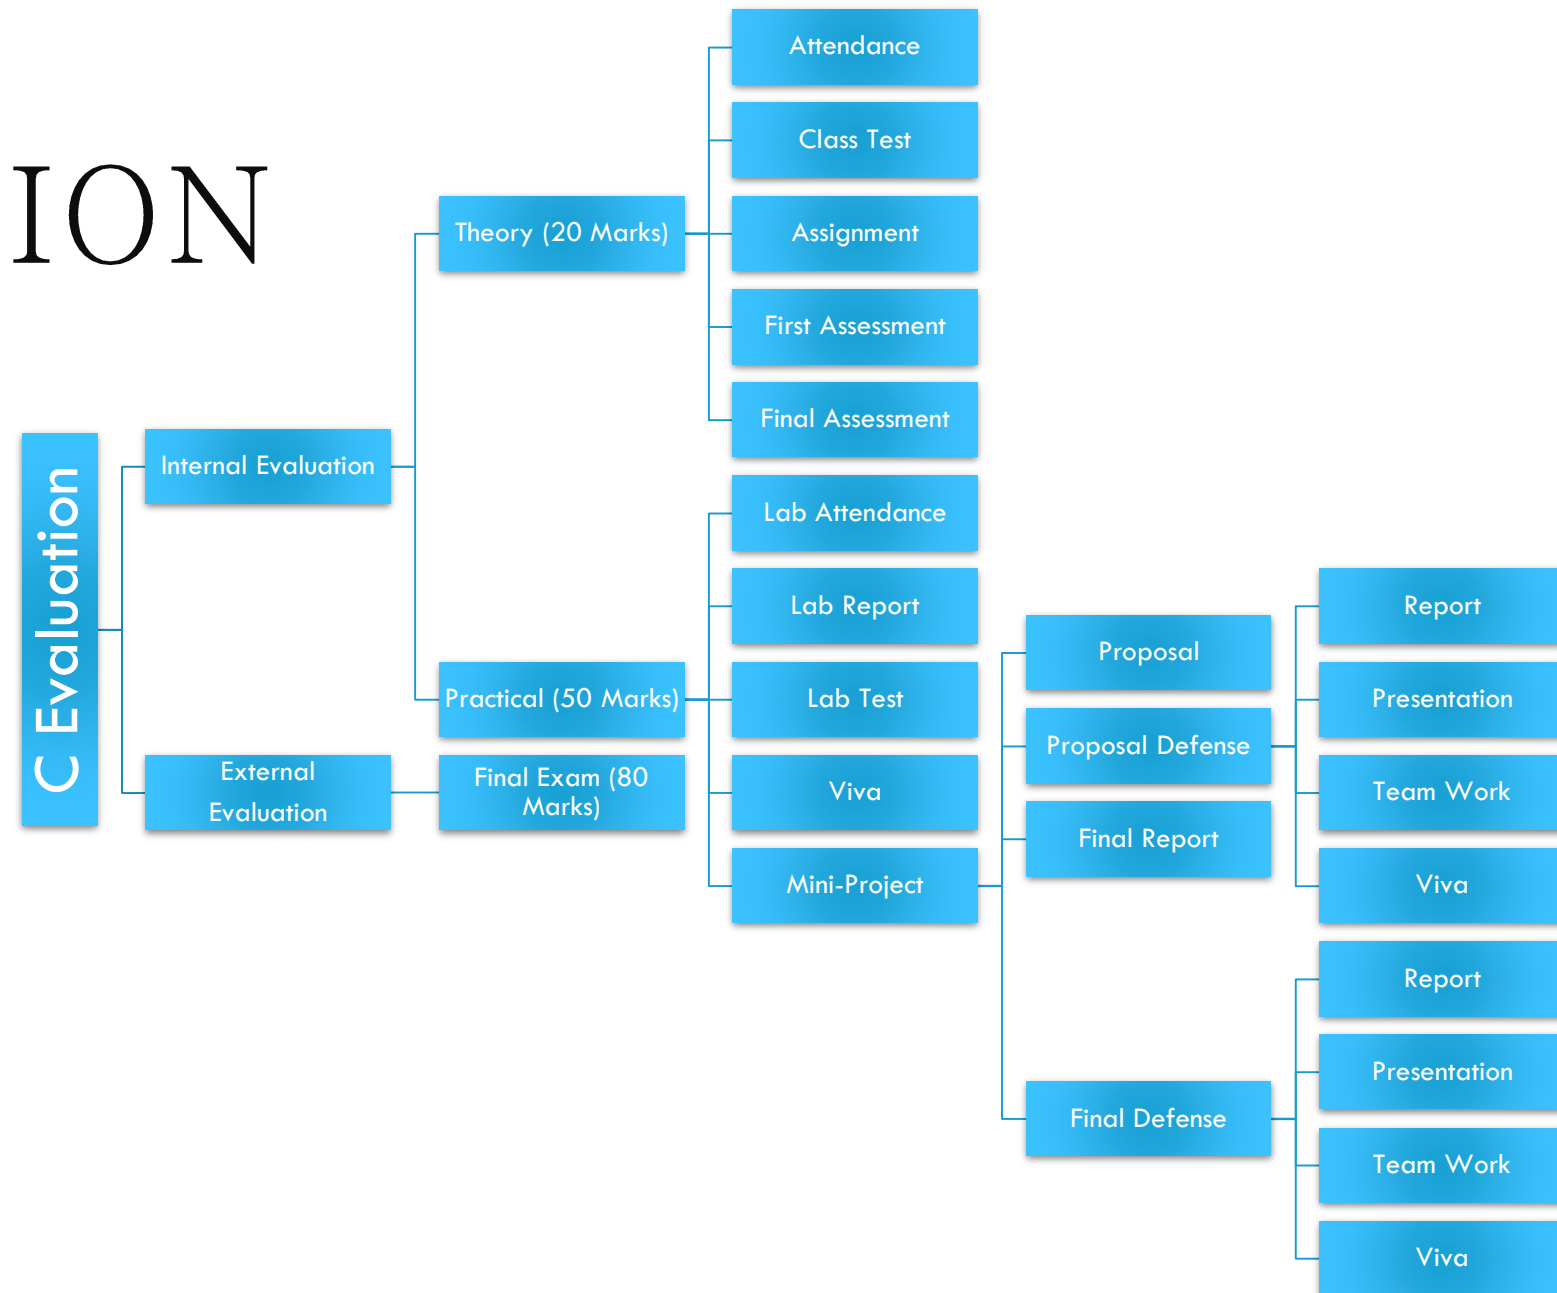 ION
C Evaluation
Internal Evaluation
Theory (20 Marks)
Attendance
Class Test
Assignment
First Assessment
Final Assessment
Practical (50 Marks)
Lab Attendance
Lab Report
Lab Test
Viva
Mini-Project
Proposal
Proposal Defense
Report
Presentation
Team Work
Viva
Final Report
Final Defense
Report
Presentation
Team Work
Viva
External
Evaluation
Final Exam (80
Marks)